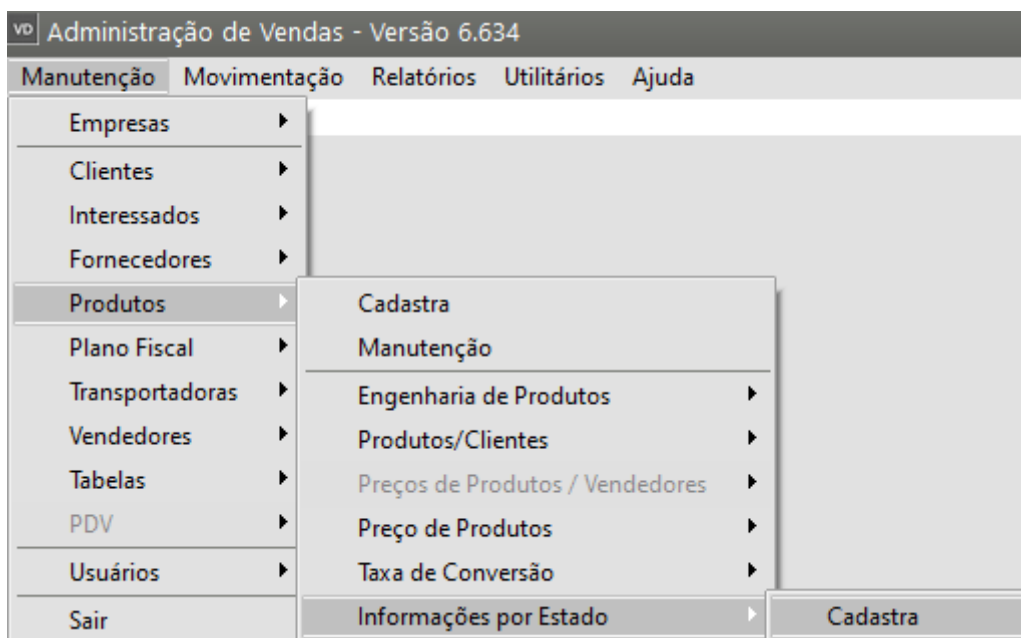 VD Administração de Vendas - Versão 6.634
Manutenção Movimentação Relatórios Utilitários Ajuda
Empresas
Clientes
Interessados
Fornecedores
Produtos
Plano Fiscal
Transportadoras
Vendedores
Tabelas
PDV
Usuários
Sair
Cadastra
Manutenção
Engenharia de Produtos
Produtos/Clientes
Preços de Produtos / Vendedores
Preço de Produtos
Taxa de Conversão
Informações por Estado
Cadastra